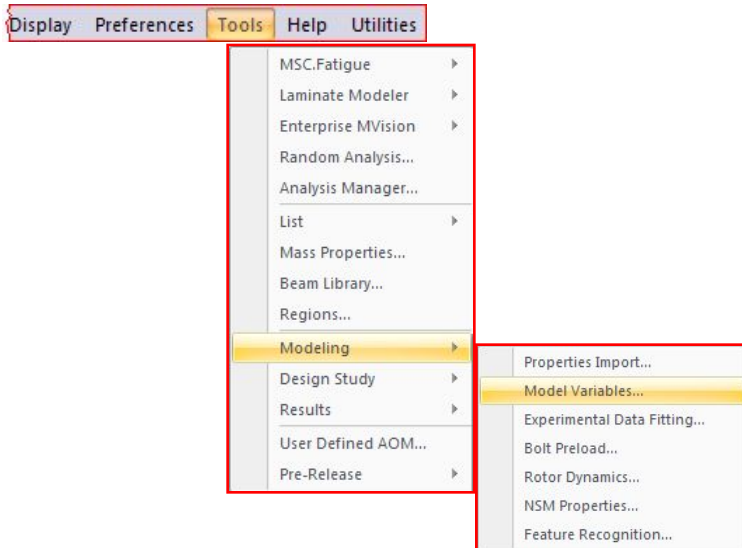 Display Preferences Tools Help Utilities
MSC.Fatigue
Laminate Modeler
Enterprise MVision
Random Analysis...
Analysis Manager...
List
Mass Properties...
Beam Library...
Regions...
Modeling
Design Study
Results
User Defined AOM...
Pre-Release
Properties Import...
Model Variables...
Experimental Data Fitting...
Bolt Preload...
Rotor Dynamics...
NSM Properties...
Feature Recognition...